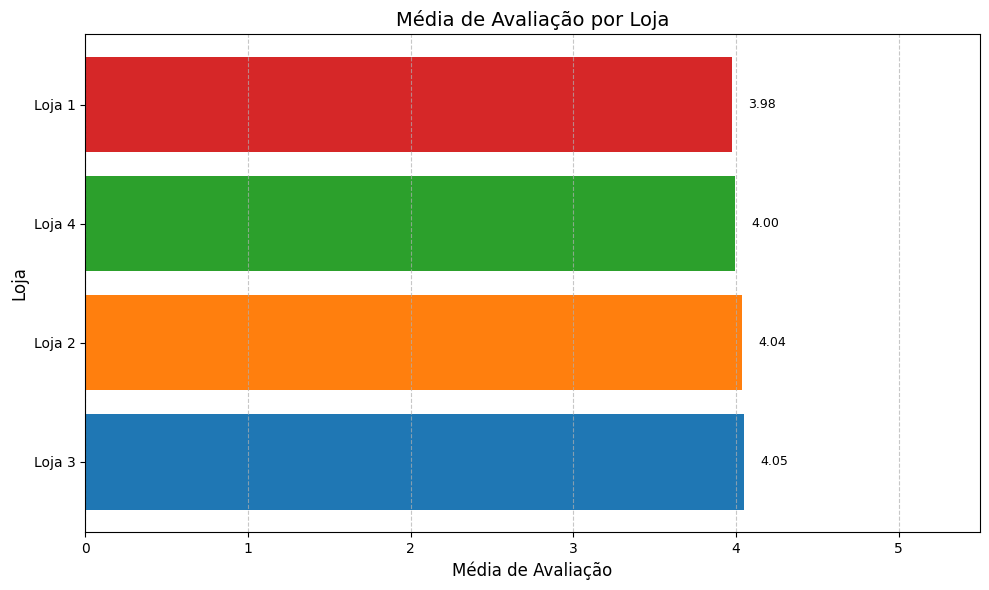 Média de Avaliação por Loja
Loja 1
3.98
Loja 4
4.00
Loja 2
4.04
Loja 3
4.05
Loja
0 1 2 3 4 5
Média de Avaliação